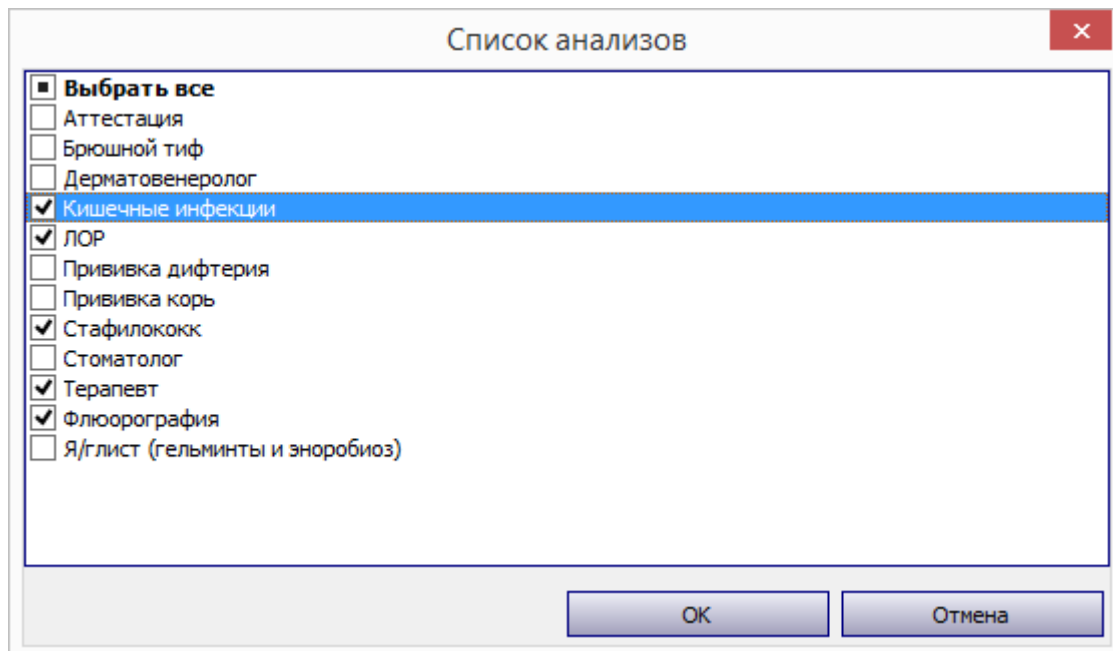 Список анализов
Выбрать все
Аттестация
Брюшной тиф
Дерматовенеролог
Кишечные инфекции
ЛОР
Прививка дифтерия
Прививка корь
Стафилококк
Стоматолог
Терапевт
Флюорография
Я/глист (гельминты и эноробиоз)
ОК
Отмена